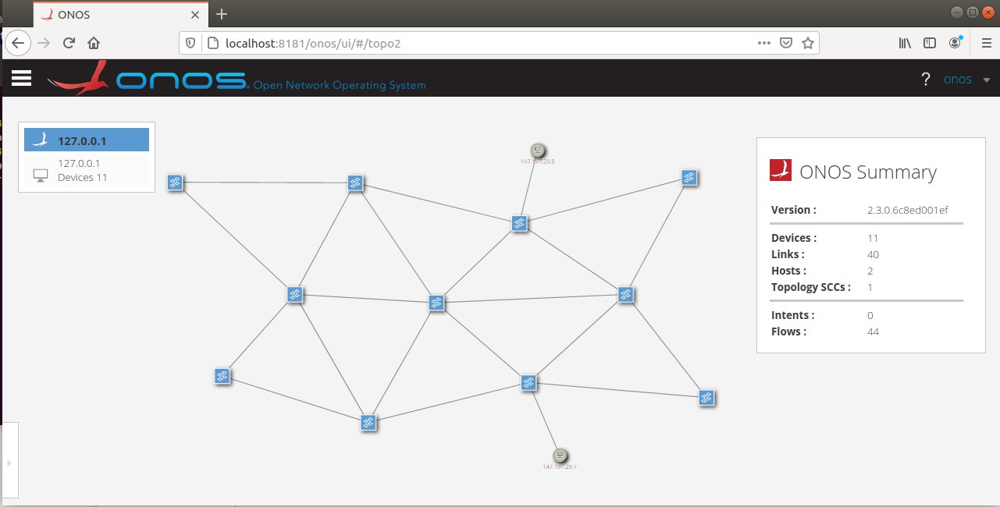 ONOS
localhost:8181/onos/ui/#/topo2
onos® Open Network Operating System
? onos
127.0.0.1
127.0.0.1
Devices 11
147.197.29.5
147.197.29.7
ONOS Summary
Version : 2.3.0.6c8ed001ef
Devices : 11
Links : 40
Hosts : 2
Topology SCCs : 1
Intents : 0
Flows : 44